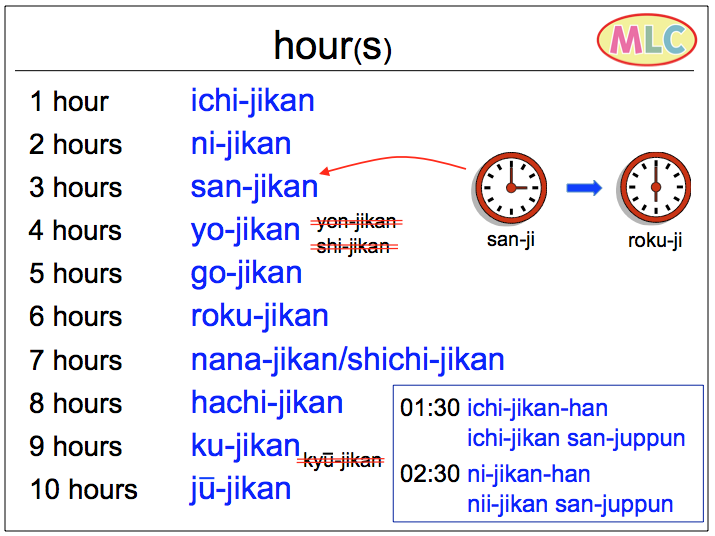 hour(s)
MLC
1 hour ichi-jikan
2 hours ni-jikan
3 hours san-jikan
4 hours yo-jikan yon-jikan
shi-jikan
5 hours go-jikan
6 hours roku-jikan
7 hours nana-jikan/shichi-jikan
8 hours hachi-jikan
9 hours ku-jikan kyū-jikan
10 hours jū-jikan
san-ji
roku-ji
01:30 ichi-jikan-han
ichi-jikan san-juppun
02:30 ni-jikan-han
nii-jikan san-juppun